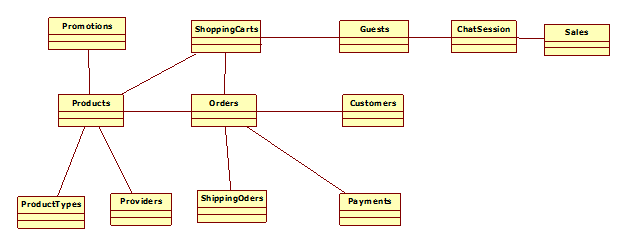 Promotions
ShoppingCarts
Guests
ChatSession
Sales
Products
Orders
Customers
ProductTypes
Providers
ShippingOders
Payments